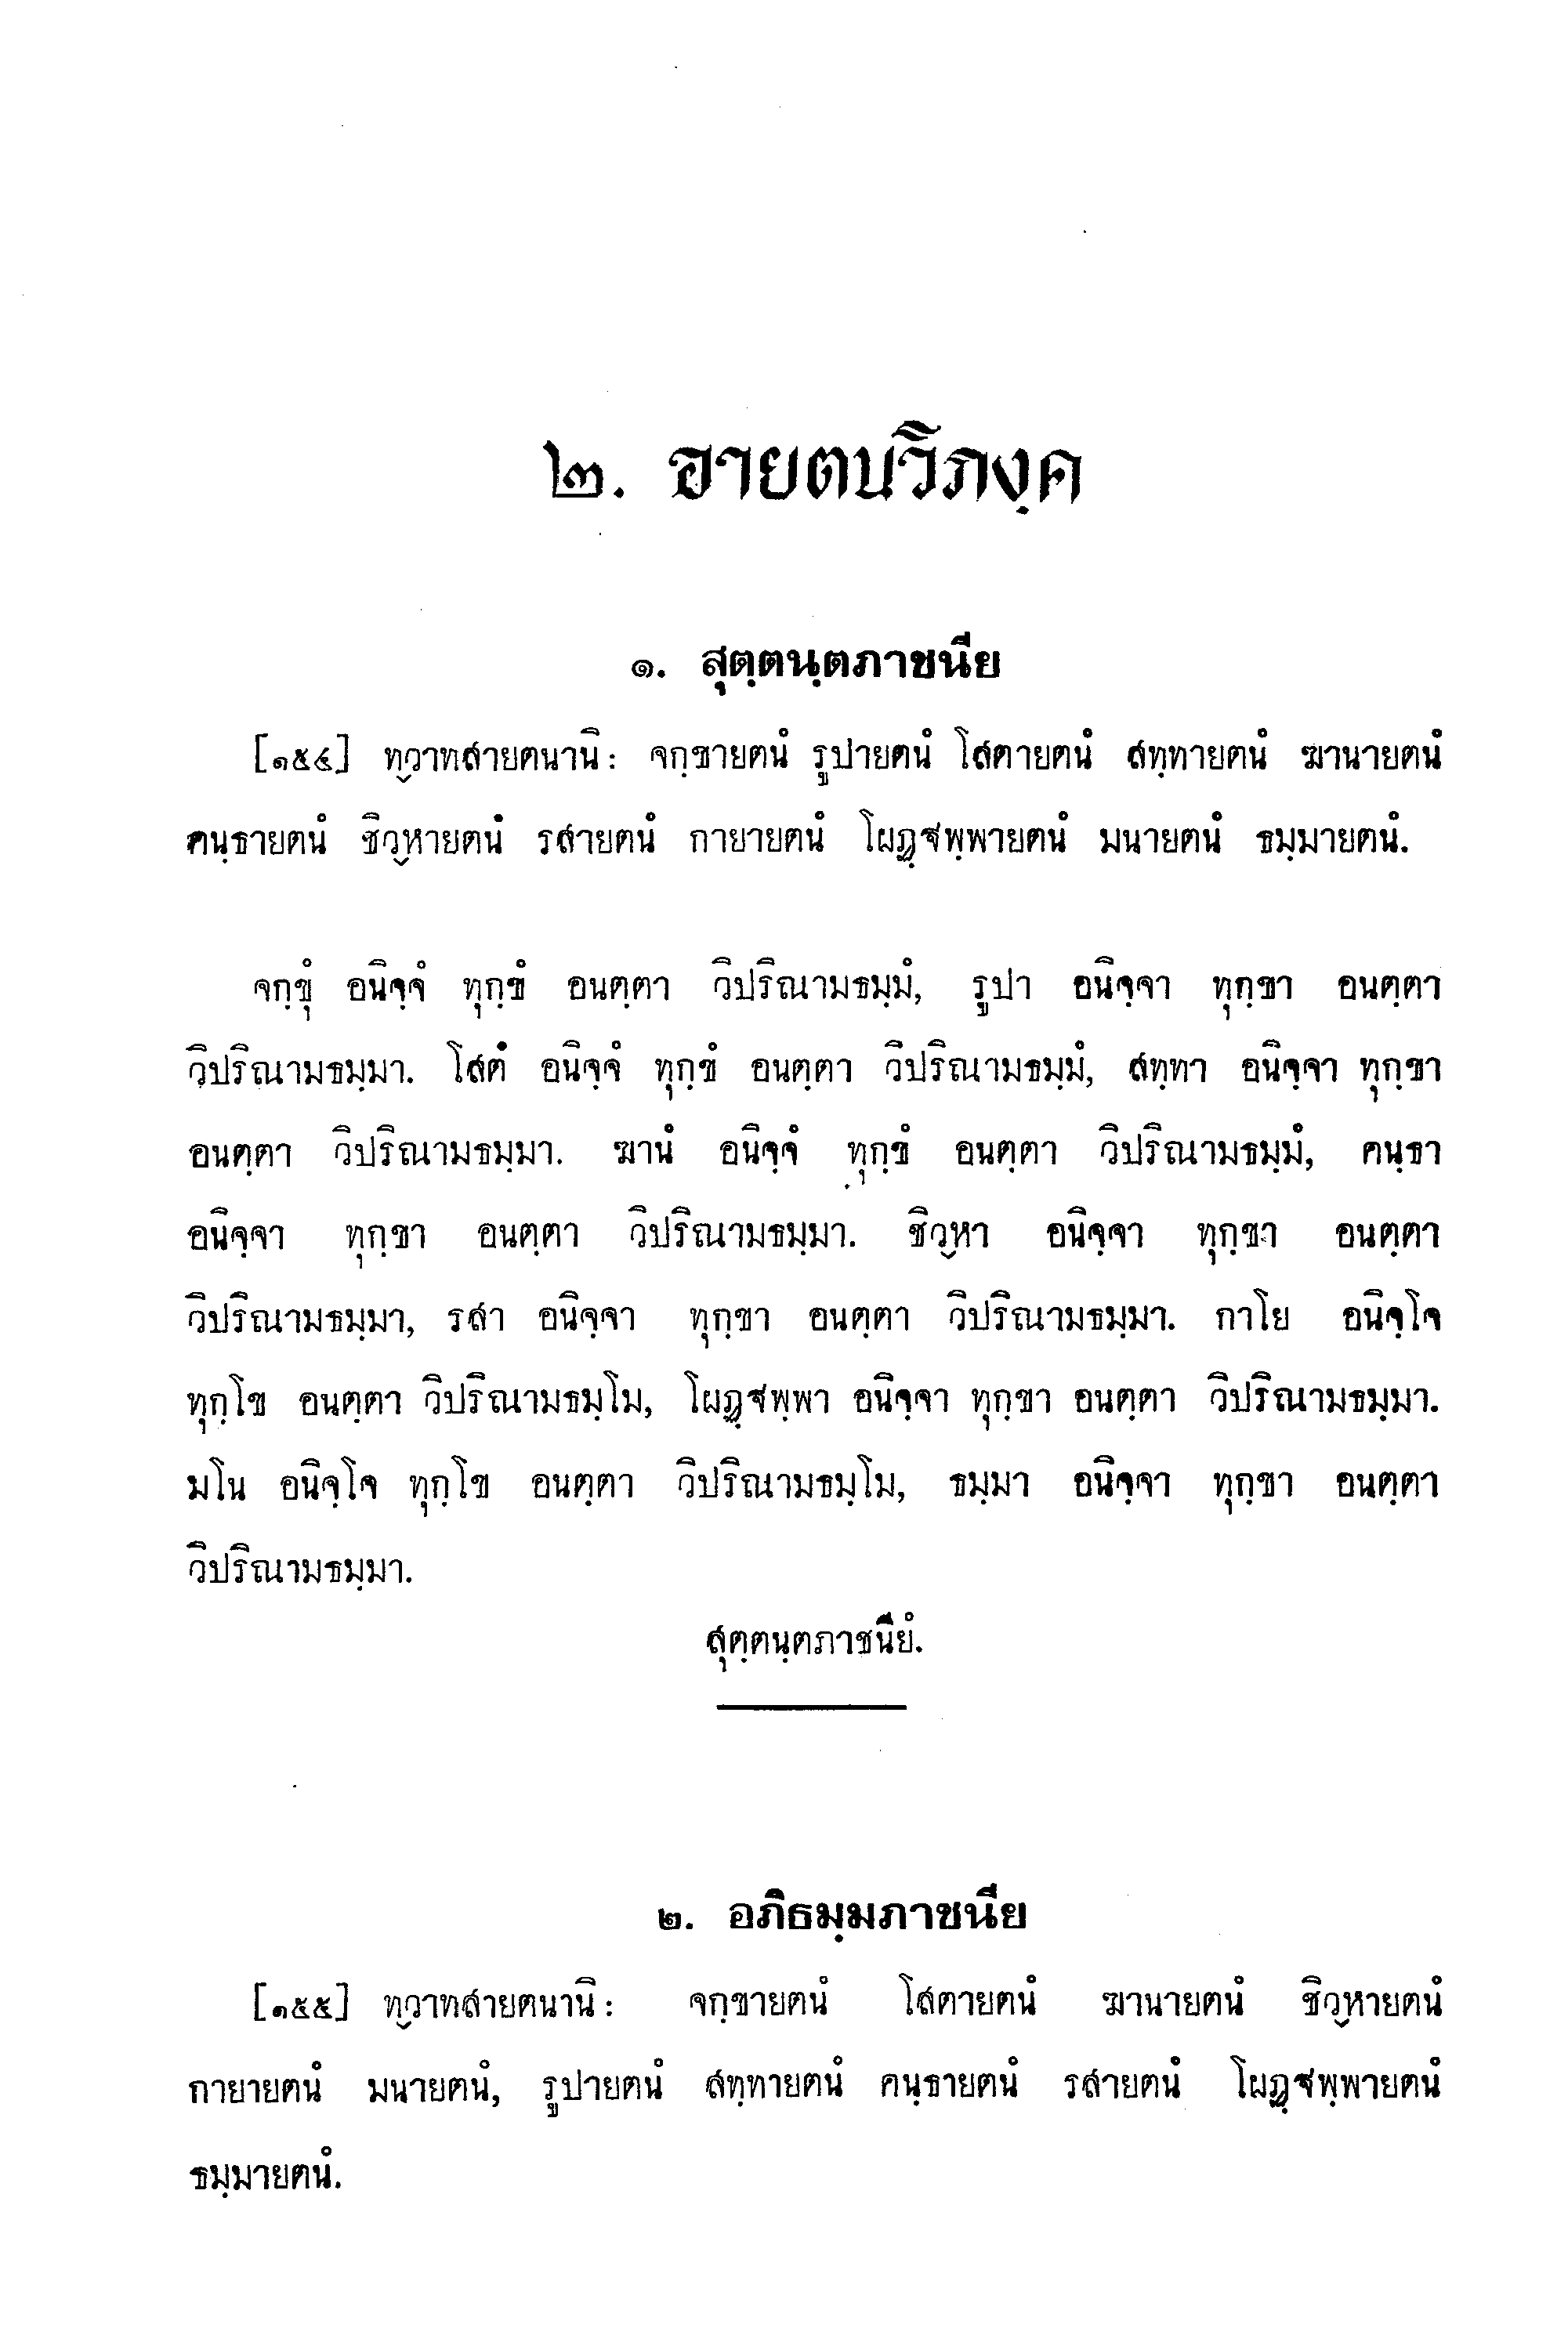 ๒. อายตนวิภงฺค
๑. สุตฺตนฺตภาชนีย
[๑๕๔] ทฺวาทสายตนานิ: จกฺขายตนํ รูปายตนํ โสตายตนํ สทฺทายตนํ ฆานายตนํ
คนฺธายตนํ ชิวฺหายตนํ รสายตนํ กายายตนํ โผฏฺฐพฺพายตนํ มนายตนํ ธมฺมายตนํ.
จกฺขุํ อนิจฺจํ ทุกฺขํ อนตฺตา วิปริณามธมฺมํ, รูปา อนิจฺจา ทุกฺขา อนตฺตา
วิปริณามธมฺมา. โสตํ อนิจฺจํ ทุกฺขํ อนตฺตา วิปริณามธมฺมํ, สทฺทา อนิจฺจา ทุกฺขา
อนตฺตา วิปริณามธมฺมา. ฆานํ อนิจฺจํ ทุกฺขํ อนตฺตา วิปริณามธมฺมํ, คนฺธา
อนิจฺจา ทุกฺขา อนตฺตา วิปริณามธมฺมา. ชิวฺหา อนิจฺจา ทุกฺขา อนตฺตา
วิปริณามธมฺมา, รสา อนิจฺจา ทุกฺขา อนตฺตา วิปริณามธมฺมา. กาโย อนิจฺโจ
ทุกฺโข อนตฺตา วิปริณามธมฺโม, โผฏฺฐพฺพา อนิจฺจา ทุกฺขา อนตฺตา วิปริณามธมฺมา.
มโน อนิจฺโจ ทุกฺโข อนตฺตา วิปริณามธมฺโม, ธมฺมา อนิจฺจา ทุกฺขา อนตฺตา
วิปริณามธมฺมา.
สุตฺตนฺตภาชนียํ.
๒. อภิธมฺมภาชนีย
[๑๕๕] ทฺวาทสายตนานิ: จกฺขายตนํ โสตายตนํ ฆานายตนํ ชิวฺหายตนํ
กายายตนํ มนายตนํ, รูปายตนํ สทฺทายตนํ คนฺธายตนํ รสายตนํ โผฏฺฐพฺพายตนํ
ธมฺมายตนํ.